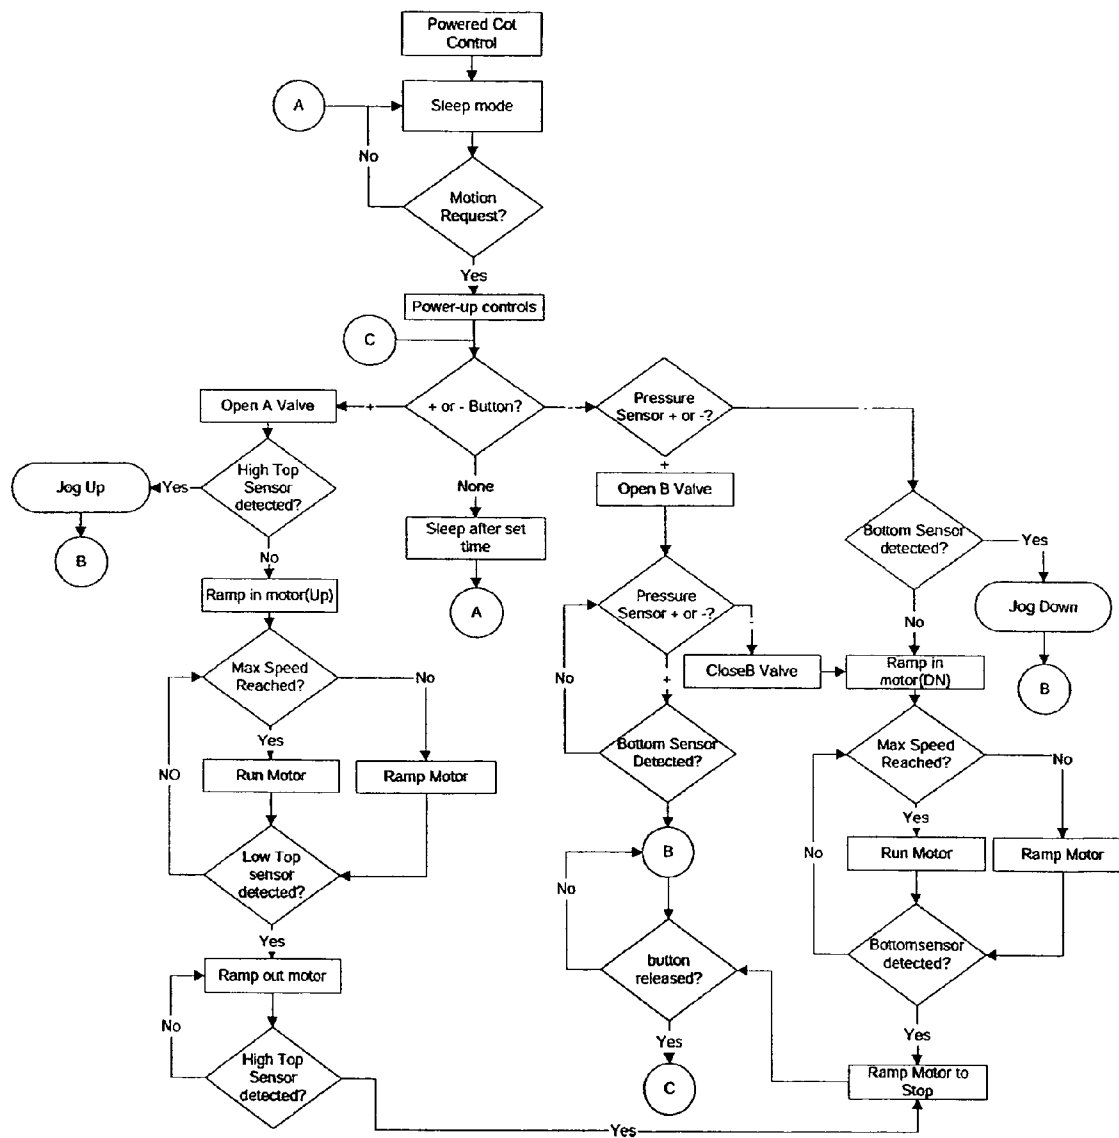 Powered Cot
Control
A
Sleep mode
No
Motion
Request?
Yes
Power-up controls
C
Open A Valve
+
+ or - Button?
-
Pressure
Sensor + or -?
-
High Top
Sensor
detected?
Yes
Jog Up
B
None
Sleep after set
time
A
+
Open B Valve
Bottom Sensor
detected?
Yes
Jog Down
B
No
Ramp in motor(Up)
Pressure
Sensor + or -?
-
No
CloseB Valve
Ramp in
motor(DN)
Max Speed
Reached?
No
No
+
Bottom Sensor
Detected?
Max Speed
Reached?
No
Yes
NO
Run Motor
Ramp Motor
Yes
Low Top
sensor
detected?
B
No
Run Motor
Ramp Motor
No
Yes
Ramp out motor
button
released?
Bottomsensor
detected?
No
Yes
Yes
High Top
Sensor
detected?
C
Ramp Motor to
Stop
Yes